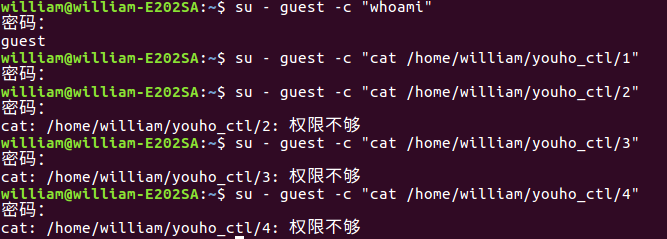 william@william-E202SA:~$ su - guest -c "whoami"
密码：
guest
william@william-E202SA:~$ su - guest -c "cat /home/william/youho_ctl/1"
密码：
william@william-E202SA:~$ su - guest -c "cat /home/william/youho_ctl/2"
密码：
cat: /home/william/youho_ctl/2: 权限不够
william@william-E202SA:~$ su - guest -c "cat /home/william/youho_ctl/3"
密码：
cat: /home/william/youho_ctl/3: 权限不够
william@william-E202SA:~$ su - guest -c "cat /home/william/youho_ctl/4"
密码：
cat: /home/william/youho_ctl/4: 权限不够